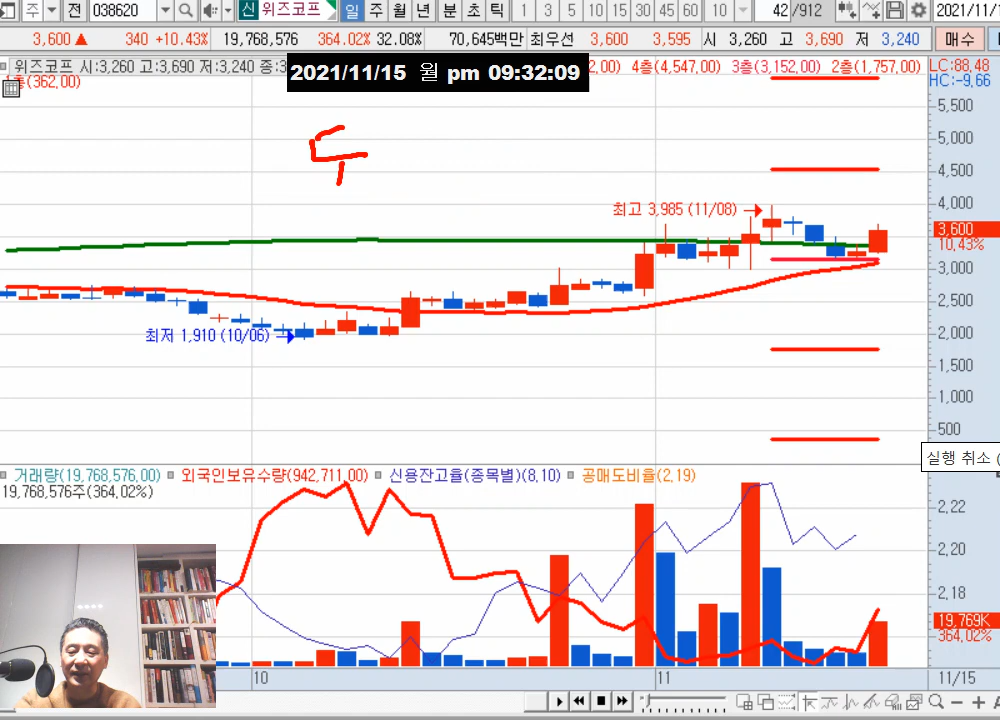 주 전 038620 신 위즈코프 일 주 월 년 분 초 틱 1 3 5 10 15 30 45 60 10 42 /912 2021/11/1
3,600 ▲ 340 +10.43% 19,768,576 364.02% 32.08% 70,645백만 최우선 3,600 3,595 시 3,260 고 3,690 저 3,240 매수
위즈코프 시:3,260 고:3,690 저:3,240 종:3 2021/11/15 월 pm 09:32:09 2.00) 4층(4,547.00) 3층(3,152.00) 2층(1,757.00) LC:88.48
층(362.00) HC:-9.66
5,500
5,000
4,500
4,000
최고 3,985 (11/08)
3,600
10.43%
3,000
2,500
최저 1,910 (10/06) 2,000
1,500
1,000
500
실행 취소 (
거래량(19,768,576.00) 외국인보유수량(942,711.00) 신용잔고율(종목별)(8.10) 공매도비율(2.19)
19,768,576주(364.02%)
2.22
2.20
2.18
19,769K
364.02%
10 11 11/15